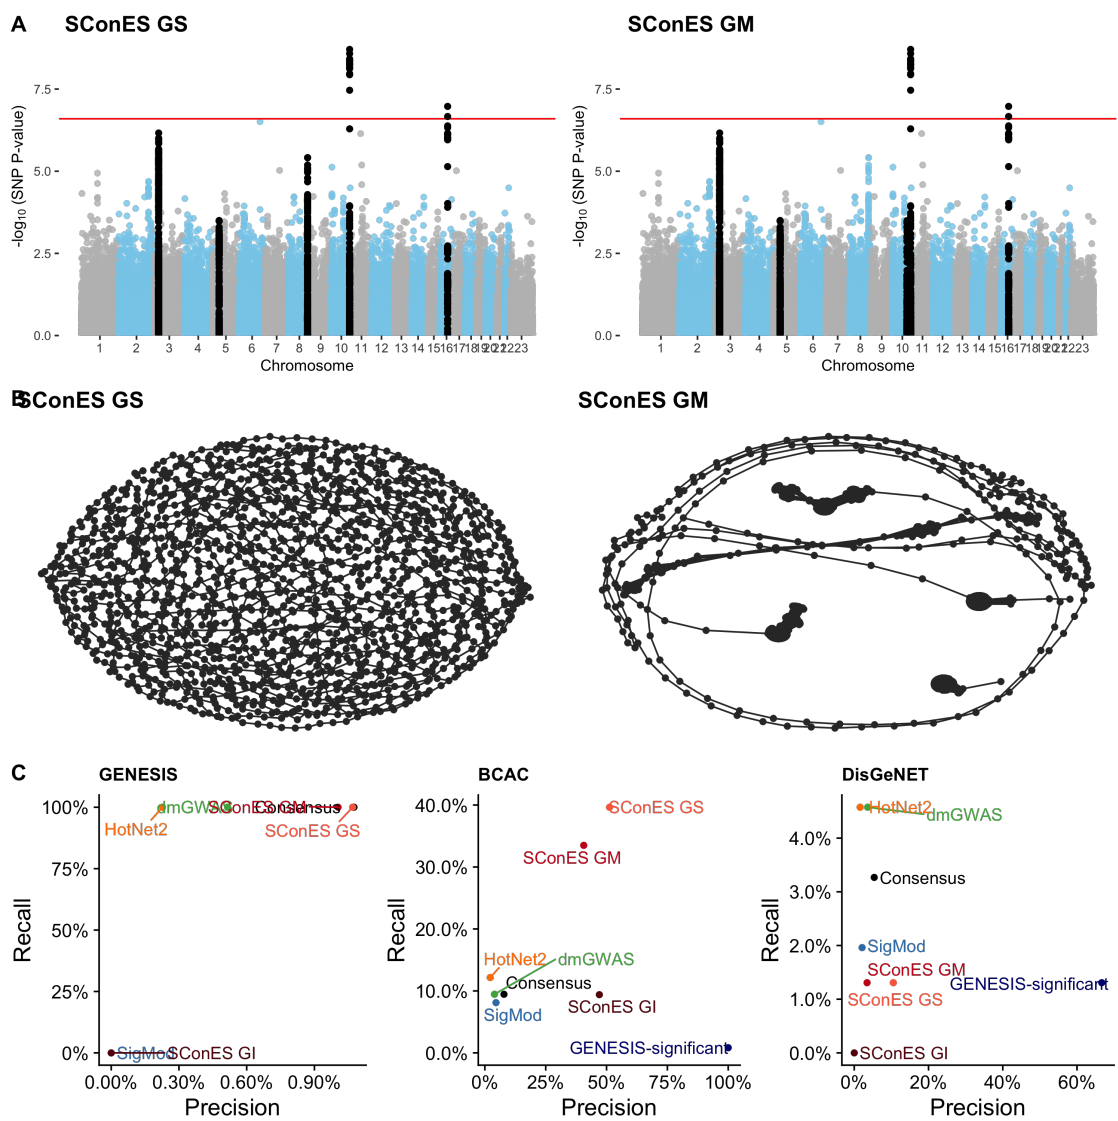 A
SConES GS
SConES GM
7.5
5.0
2.5
0.0
-log10 (SNP P-value)
1 2 3 4 5 6 7 8 9 10 11 12 13 14 15 16 17 18 19 20 21 22 23
Chromosome
7.5
5.0
2.5
0.0
-log10 (SNP P-value)
1 2 3 4 5 6 7 8 9 10 11 12 13 14 15 16 17 18 19 20 21 22 23
Chromosome
B
SConES GS
SConES GM
C
GENESIS
100%
75%
50%
25%
0%
Recall
dmGWAS
SConES GM
Consensus
HotNet2
SConES GS
SigMod
SConES GI
0.00% 0.30% 0.60% 0.90%
Precision
BCAC
40.0%
30.0%
20.0%
10.0%
0.0%
Recall
SConES GS
SConES GM
HotNet2
dmGWAS
Consensus
SigMod
SConES GI
GENESIS-significant
0% 25% 50% 75% 100%
Precision
DisGeNET
4.0%
3.0%
2.0%
1.0%
0.0%
Recall
HotNet2
dmGWAS
Consensus
SigMod
SConES GM
GENESIS-significant
SConES GS
SConES GI
0% 20% 40% 60%
Precision